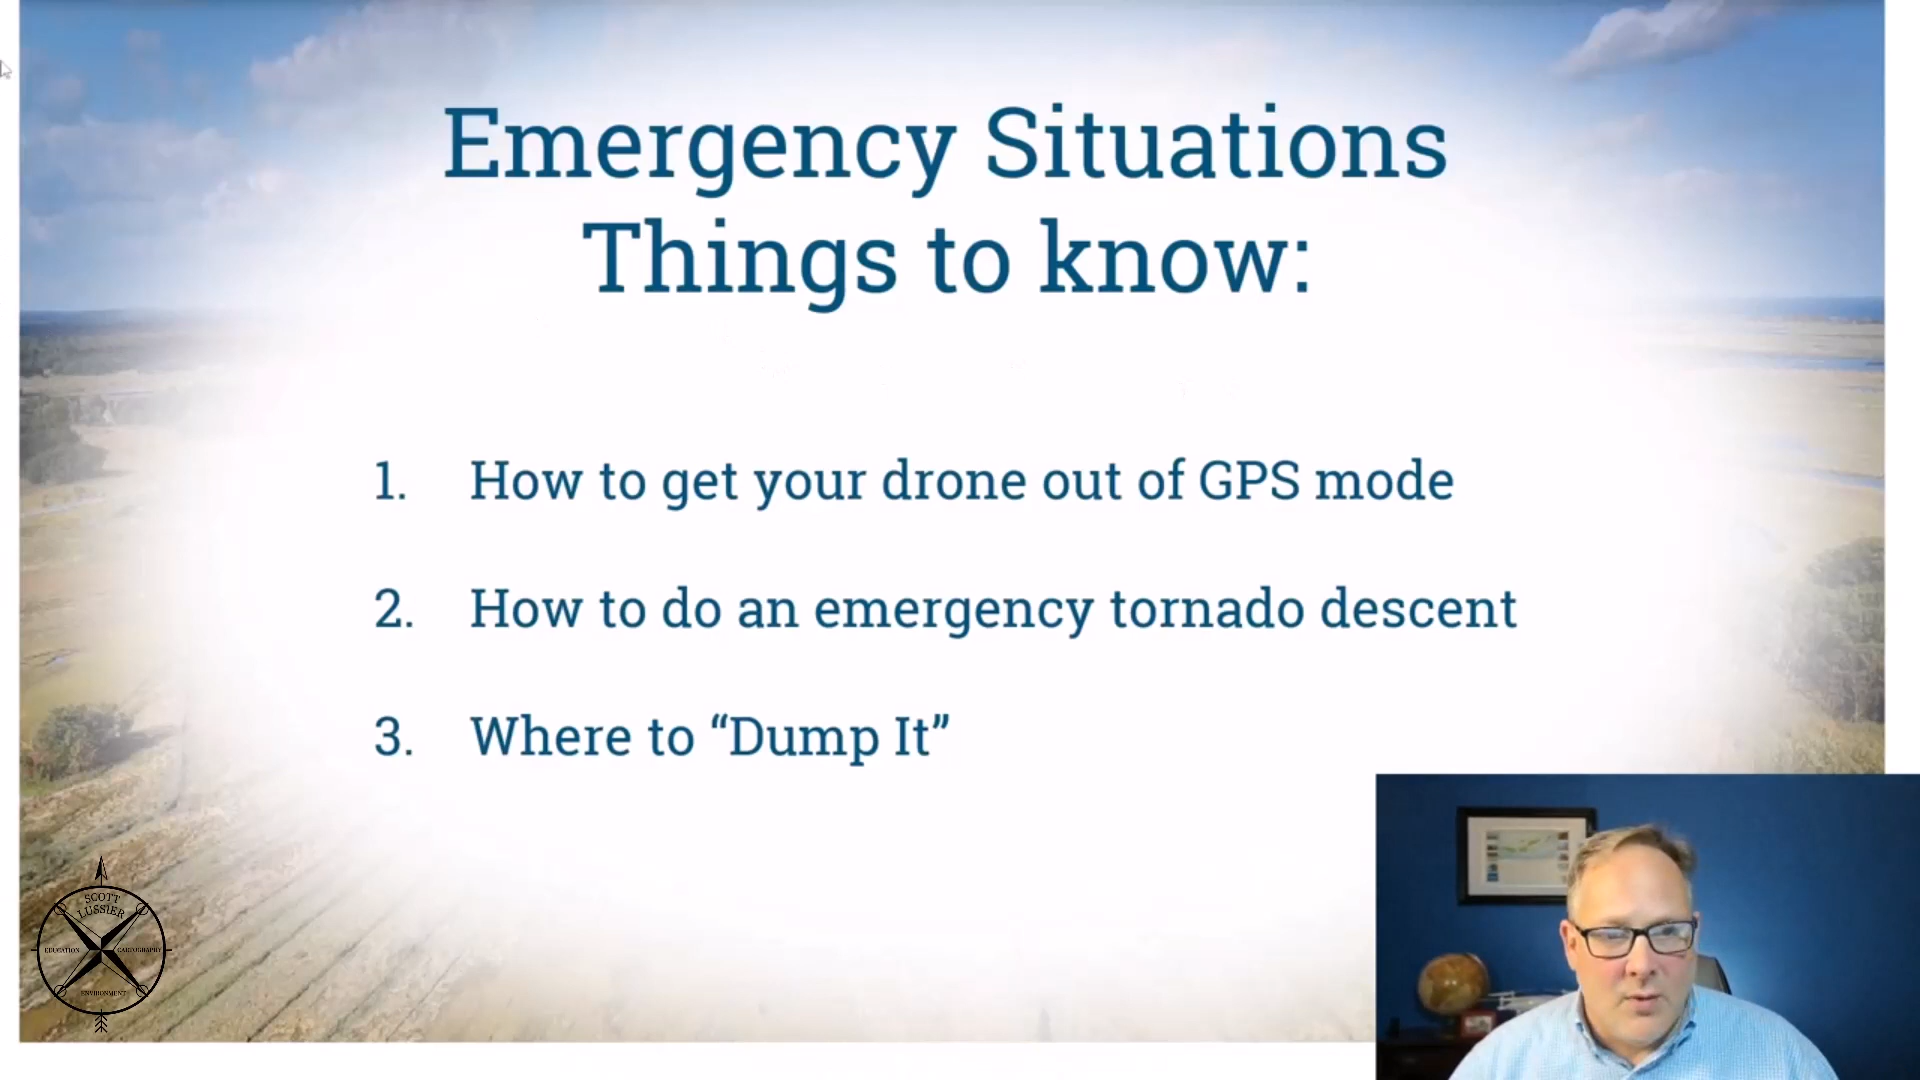 Emergency Situations
Things to know:
1. How to get your drone out of GPS mode
2. How to do an emergency tornado descent
3. Where to “Dump It”
SCOTT
LUSSIER
EDUCATION CARTOGRAPHY
ENVIRONMENT